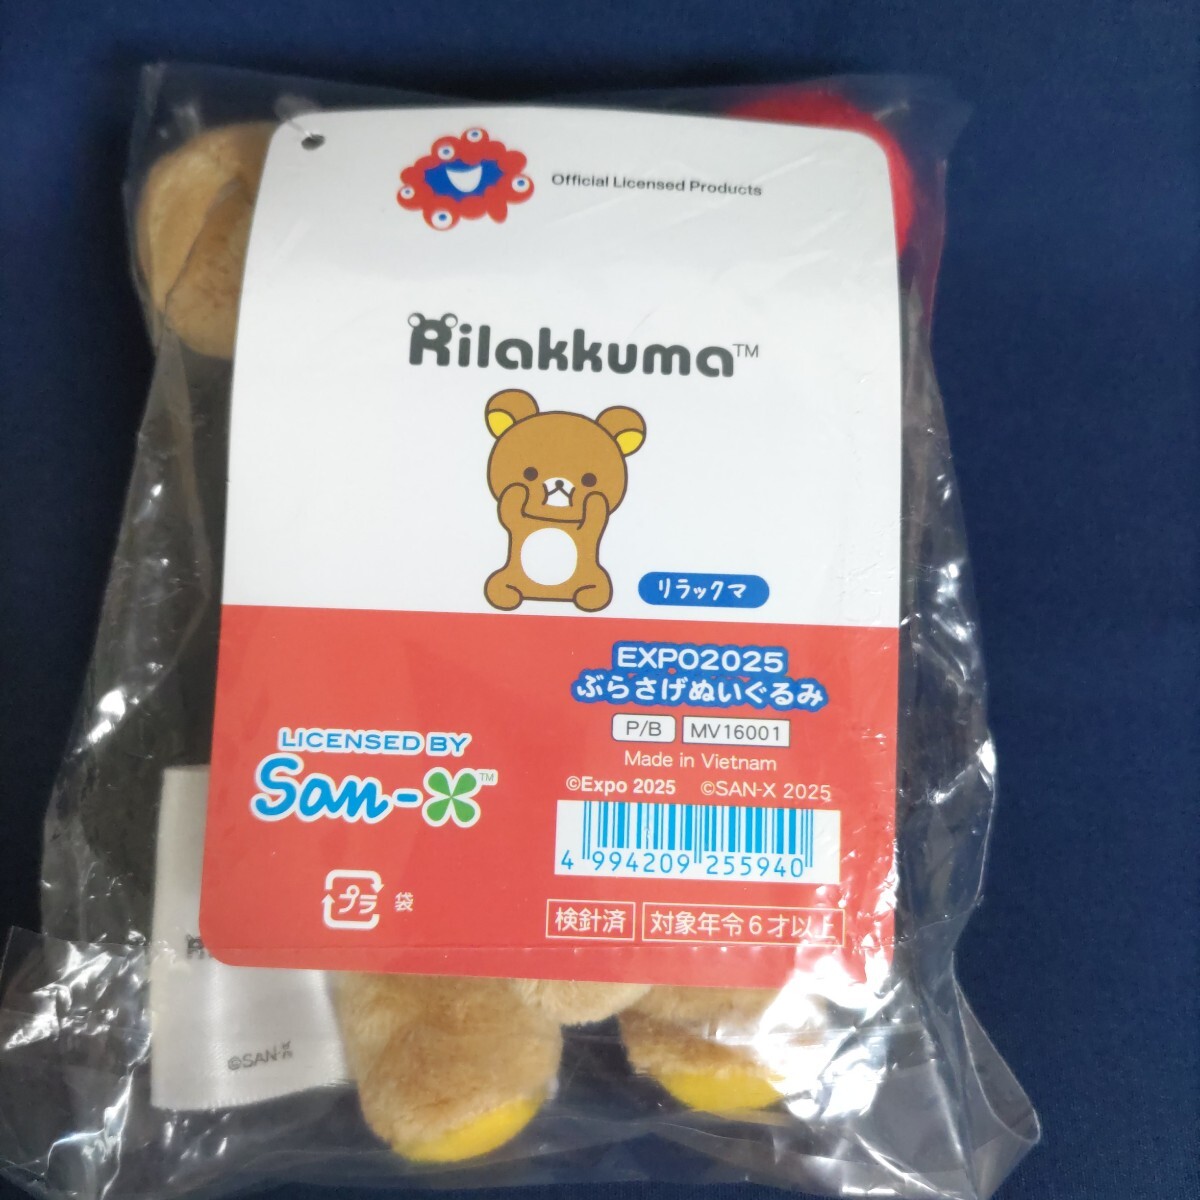 Official Licensed Products
Rilakkuma™
リラックマ
EXPO2025
ぶらさげぬいぐるみ
P/B MV16001
Made in Vietnam
©Expo 2025 ©SAN-X 2025
LICENSED BY
San-X™
4 994209 255940
プラ 袋
検針済 対象年令6才以上
©SAN-X